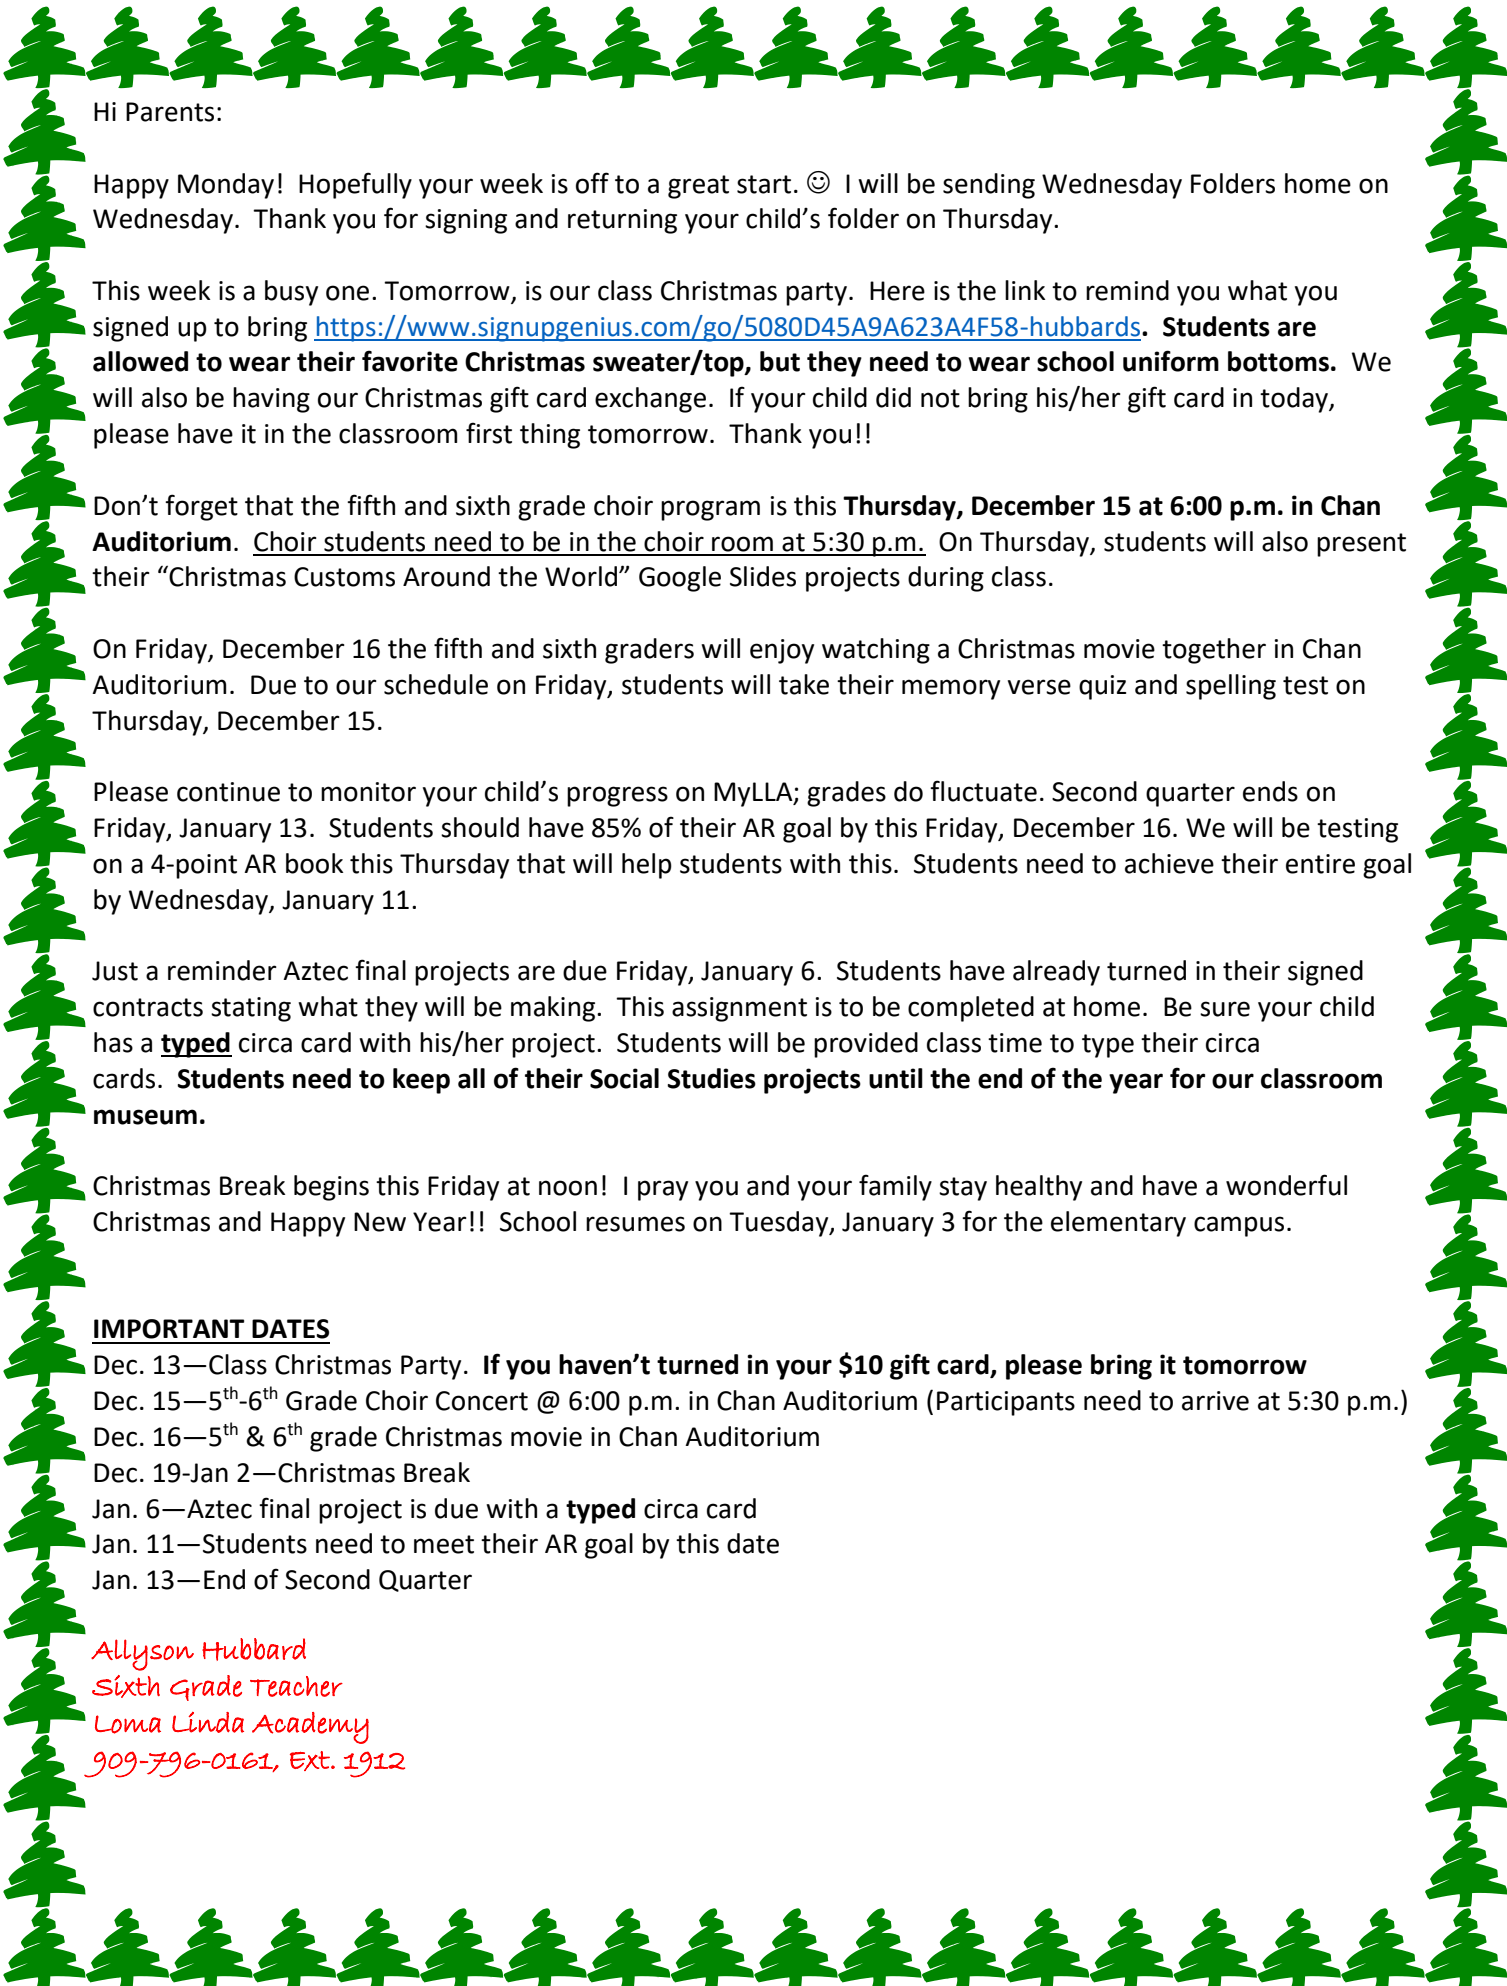 Hi Parents:
Happy Monday!  Hopefully your week is off to a great start. ☺  I will be sending Wednesday Folders home on
Wednesday.  Thank you for signing and returning your child’s folder on Thursday.
This week is a busy one. Tomorrow, is our class Christmas party.  Here is the link to remind you what you
signed up to bring https://www.signupgenius.com/go/5080D45A9A623A4F58-hubbards.  Students are
allowed to wear their favorite Christmas sweater/top, but they need to wear school uniform bottoms.  We
will also be having our Christmas gift card exchange.  If your child did not bring his/her gift card in today,
please have it in the classroom first thing tomorrow.  Thank you!!
Don’t forget that the fifth and sixth grade choir program is this Thursday, December 15 at 6:00 p.m. in Chan
Auditorium.  Choir students need to be in the choir room at 5:30 p.m.  On Thursday, students will also present
their “Christmas Customs Around the World” Google Slides projects during class.
On Friday, December 16 the fifth and sixth graders will enjoy watching a Christmas movie together in Chan
Auditorium.  Due to our schedule on Friday, students will take their memory verse quiz and spelling test on
Thursday, December 15.
Please continue to monitor your child’s progress on MyLLA; grades do fluctuate. Second quarter ends on
Friday, January 13.  Students should have 85% of their AR goal by this Friday, December 16. We will be testing
on a 4-point AR book this Thursday that will help students with this.  Students need to achieve their entire goal
by Wednesday, January 11.
Just a reminder Aztec final projects are due Friday, January 6.  Students have already turned in their signed
contracts stating what they will be making.  This assignment is to be completed at home.  Be sure your child
has a typed circa card with his/her project.  Students will be provided class time to type their circa
cards.  Students need to keep all of their Social Studies projects until the end of the year for our classroom
museum.
Christmas Break begins this Friday at noon!  I pray you and your family stay healthy and have a wonderful
Christmas and Happy New Year!!  School resumes on Tuesday, January 3 for the elementary campus.
IMPORTANT DATES
Dec. 13—Class Christmas Party.  If you haven’t turned in your $10 gift card, please bring it tomorrow
Dec. 15—5th-6th Grade Choir Concert @ 6:00 p.m. in Chan Auditorium (Participants need to arrive at 5:30 p.m.)
Dec. 16—5th & 6th grade Christmas movie in Chan Auditorium
Dec. 19-Jan 2—Christmas Break
Jan. 6—Aztec final project is due with a typed circa card
Jan. 11—Students need to meet their AR goal by this date
Jan. 13—End of Second Quarter
Allyson Hubbard
Sixth Grade Teacher
Loma Linda Academy
909-796-0161, Ext. 1912